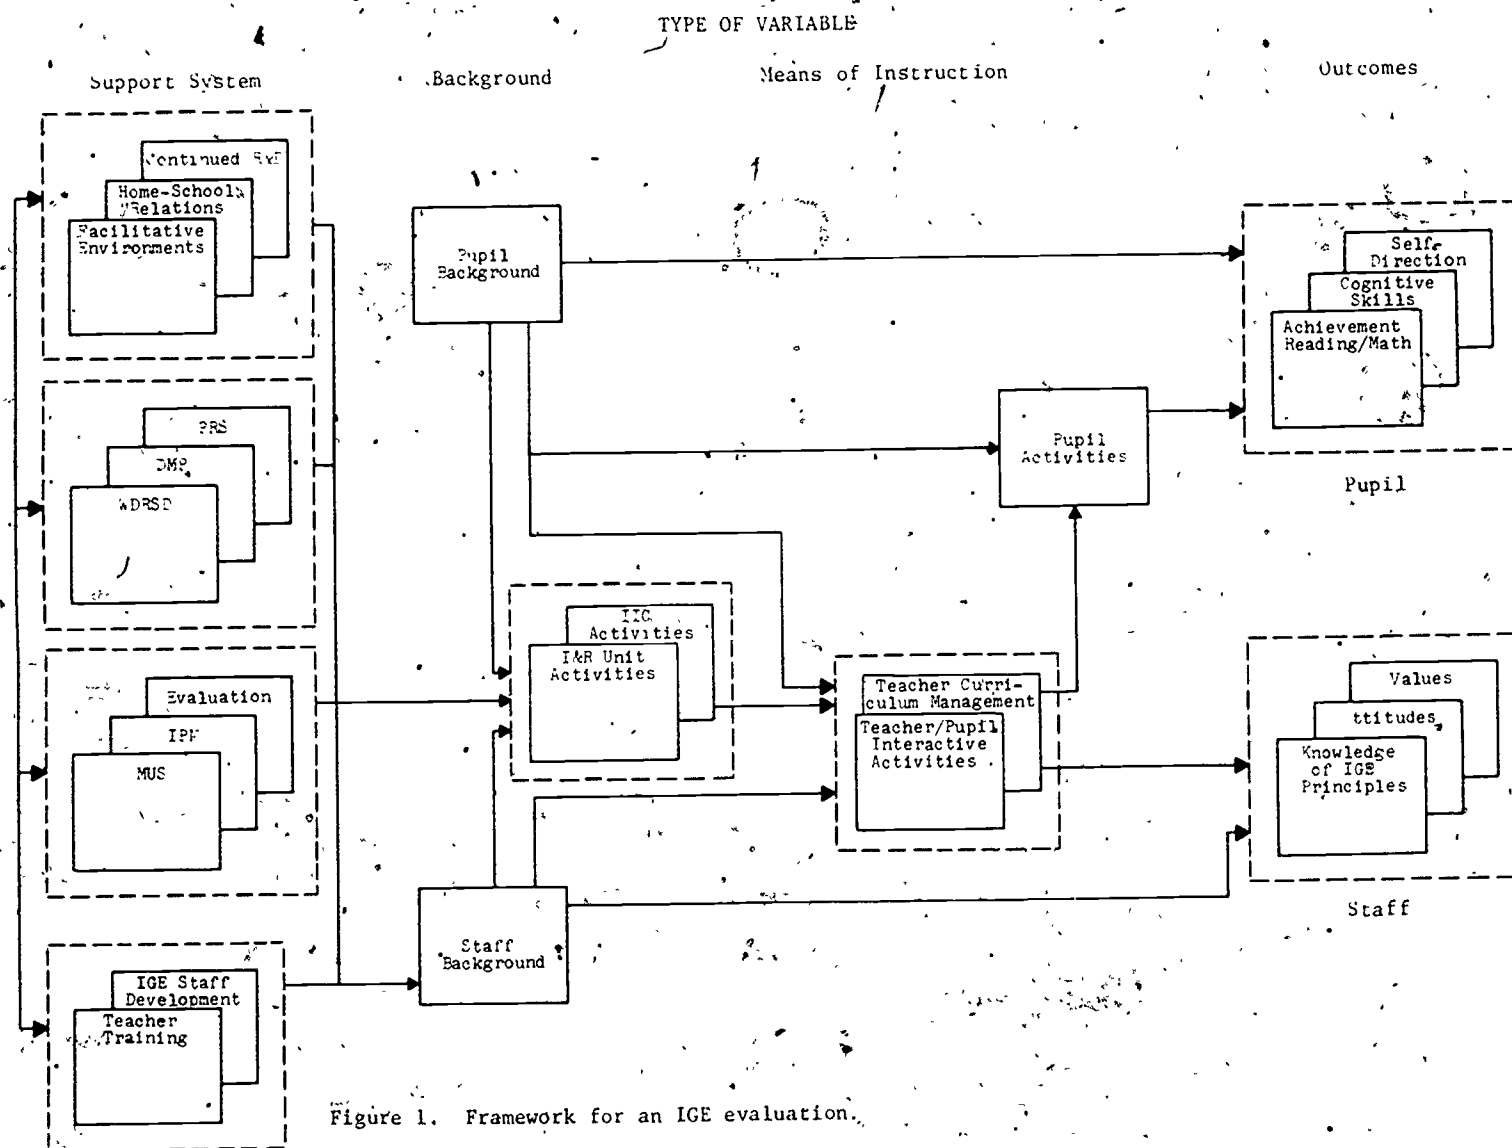 TYPE OF VARIABLE
Support System
Background
Means of Instruction
Outcomes
Continued
Home-School
Relations
Facilitative
Environments
Pupil
Background
Self-
Direction
Cognitive
Skills
Achievement
Reading/Math
Pupil
PRS
DMP
WDRSD
Pupil
Activities
IIC
Activities
I&R Unit
Activities
Evaluation
IPM
MUS
Teacher Curri-
culum Management
Teacher/Pupil
Interactive
Activities
Values
ttitudes
Knowledge
of IGE
Principles
Staff
Staff
Background
IGE Staff
Development
Teacher
Training
Figure 1. Framework for an IGE evaluation.